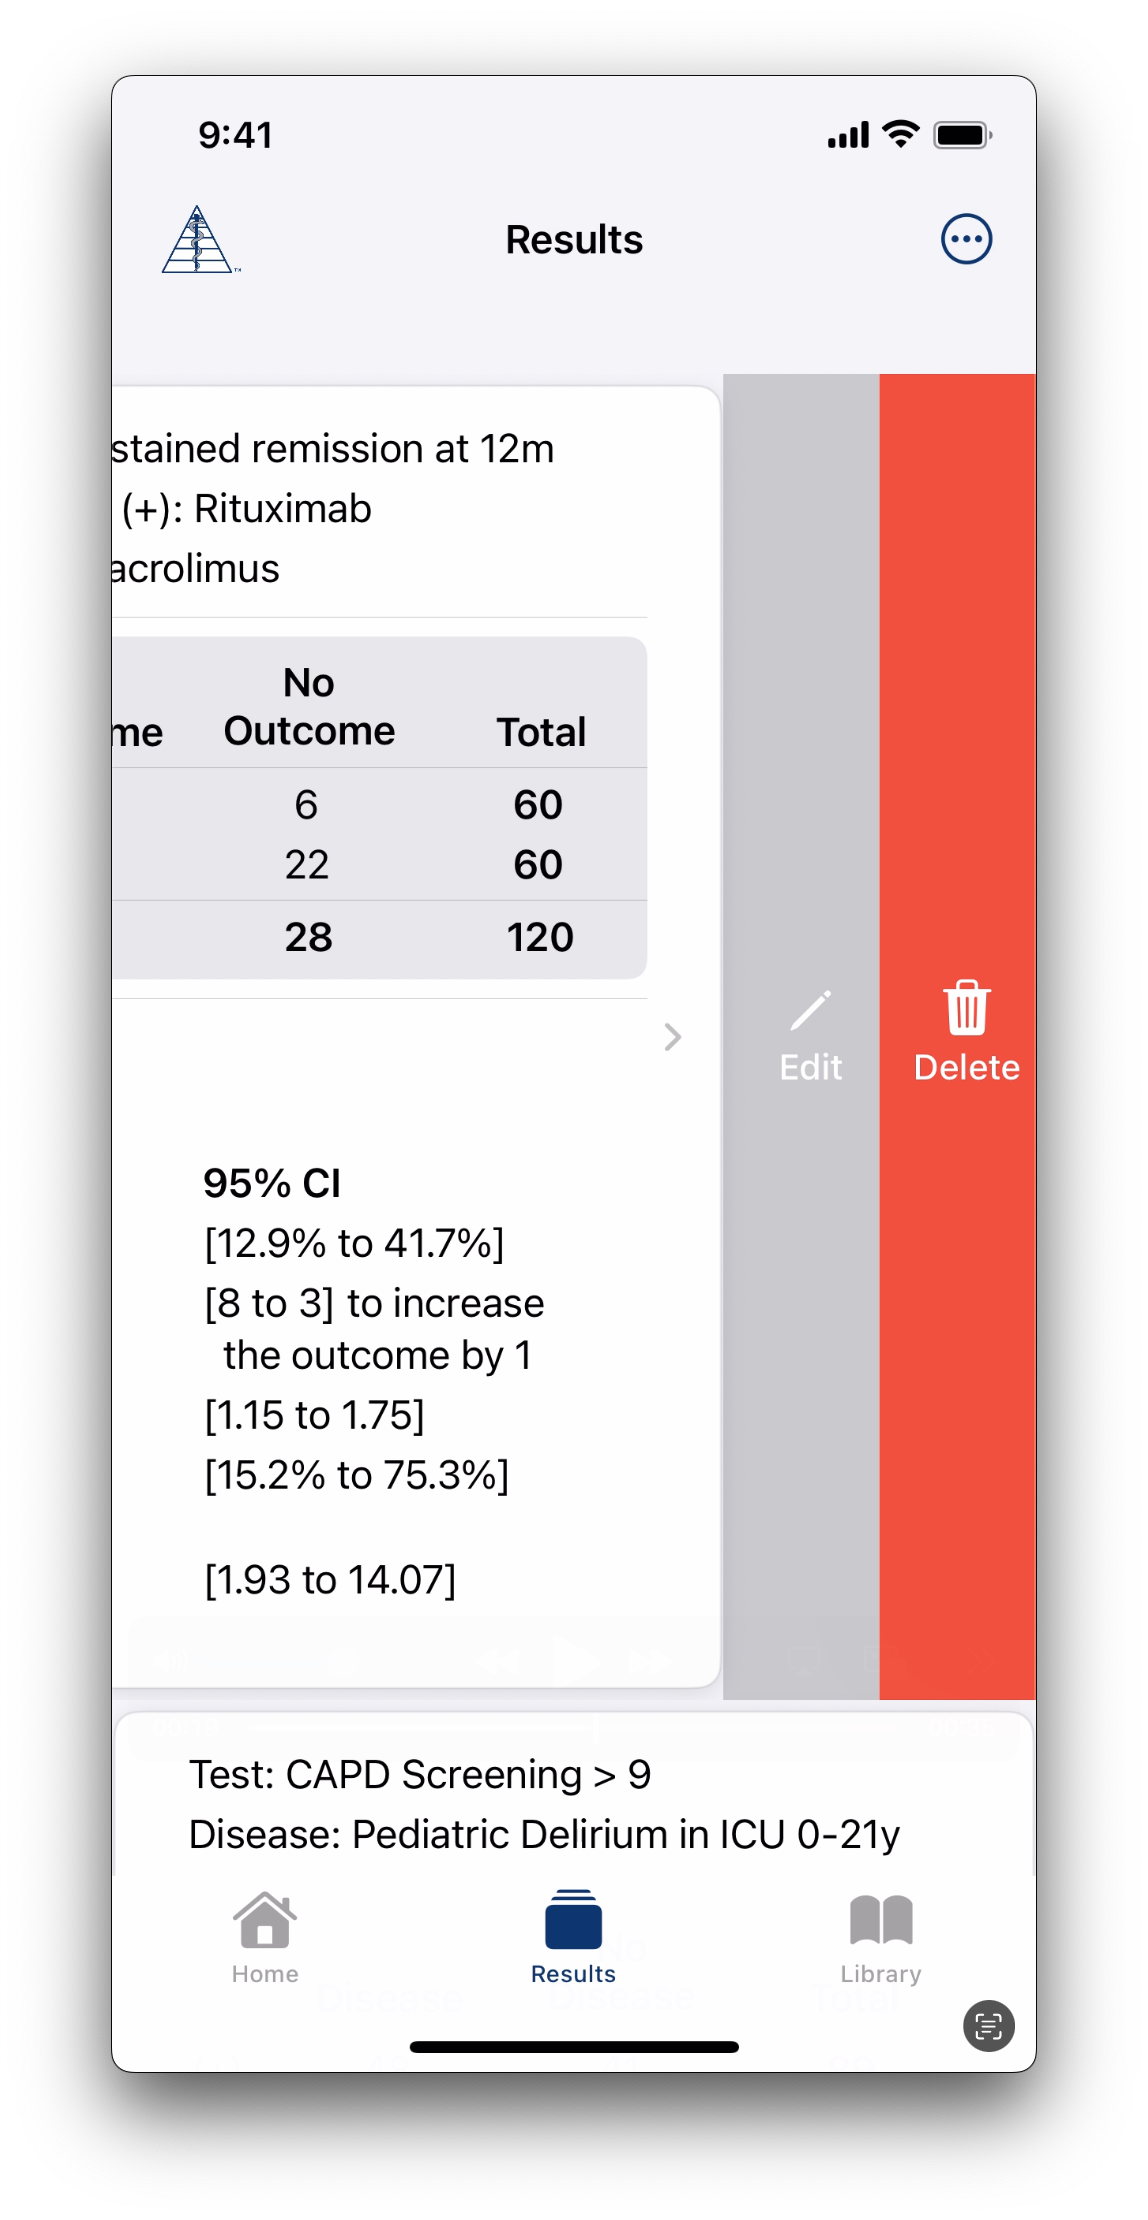 9:41
TM
Results
stained remission at 12m
(+): Rituximab
acrolimus
No
me Outcome Total
6 60
22 60
28 120
Edit Delete
95% CI
[12.9% to 41.7%]
[8 to 3] to increase
the outcome by 1
[1.15 to 1.75]
[15.2% to 75.3%]
[1.93 to 14.07]
Test: CAPD Screening > 9
Disease: Pediatric Delirium in ICU 0-21y
Home Results Library